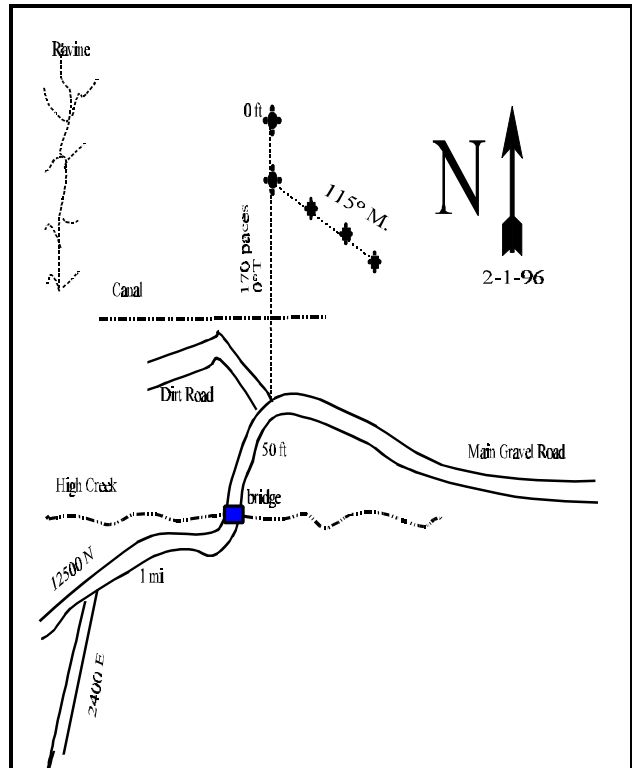 Ravine
0 ft
N
115° M.
170 paces
0° T
2-1-96
Canal
Dirt Road
50 ft
Main Gravel Road
High Creek
bridge
12500 N
1 mi
2400 E